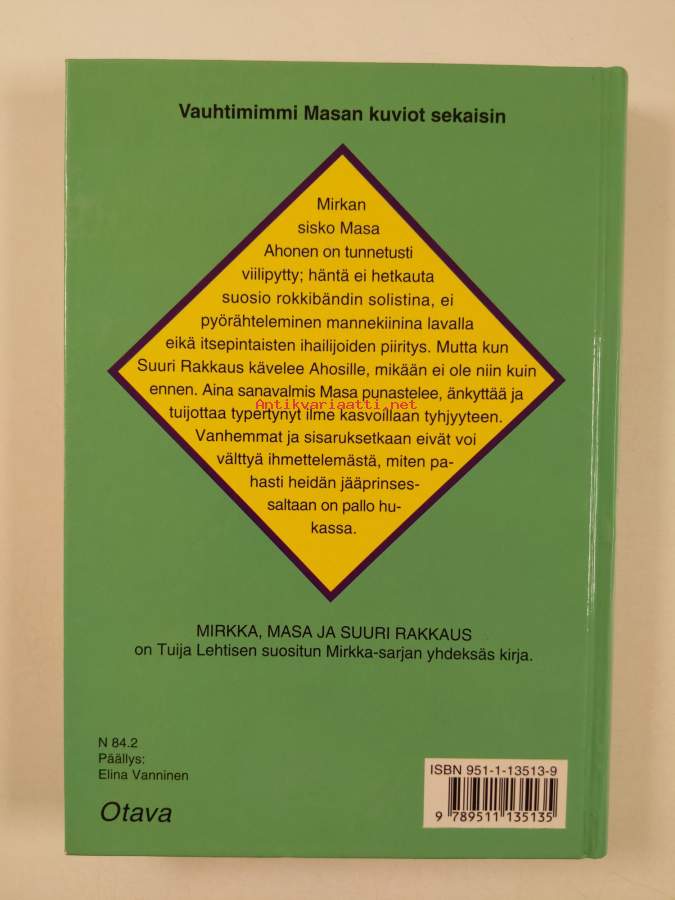 Vauhtimimmi Masan kuviot sekaisin
Mirkan
sisko Masa
Ahonen on tunnetusti
viilipytty; häntä ei hetkauta
suosio rokkibändin solistina, ei
pyörähteleminen mannekiinina lavalla
eikä itsepintaisten ihailijoiden piiritys. Mutta kun
Suuri Rakkaus kävelee Ahosille, mikään ei ole niin kuin
ennen. Aina sanavalmis Masa punastelee, änkyttää ja
Antikvariaatti.net
tuijottaa typertynyt ilme kasvoillaan tyhjyyteen.
Vanhemmat ja sisaruksetkaan eivät voi
välttyä ihmettelemästä, miten pa-
hasti heidän jääprinses-
saltaan on pallo hu-
kassa.
MIRKKA, MASA JA SUURI RAKKAUS
on Tuija Lehtisen suositun Mirkka-sarjan yhdeksäs kirja.
N 84.2
Päällys:
Elina Vanninen
Otava
ISBN 951-1-13513-9
9 789511 135135